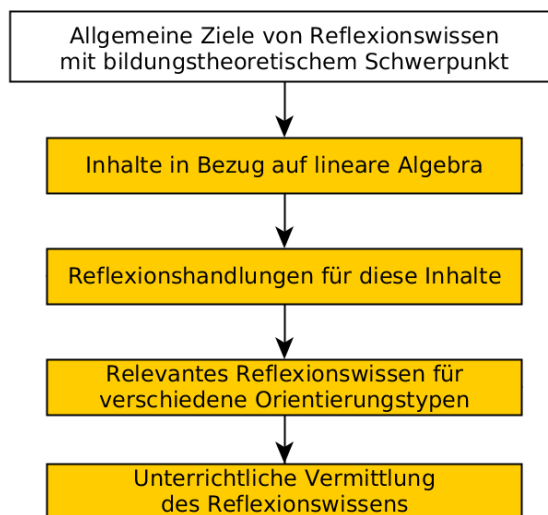 Allgemeine Ziele von Reflexionswissen
mit bildungstheoretischem Schwerpunkt
Inhalte in Bezug auf lineare Algebra
Reflexionshandlungen für diese Inhalte
Relevantes Reflexionswissen für
verschiedene Orientierungstypen
Unterrichtliche Vermittlung
des Reflexionswissens